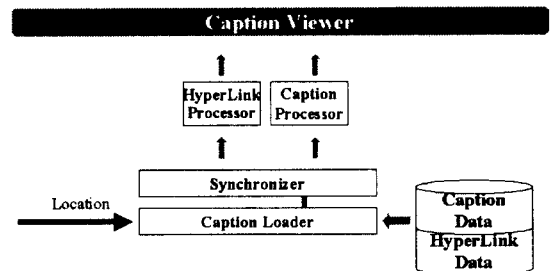 Caption Viewer
HyperLink
Processor
Caption
Processor
Synchronizer
Location
Caption Loader
Caption
Data
HyperLink
Data